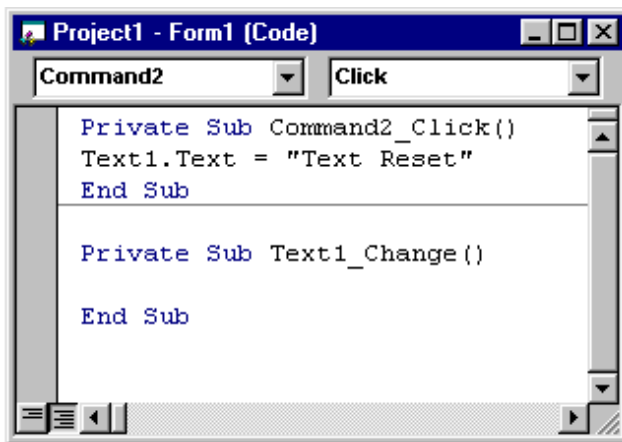 Project1 - Form1 (Code)
Command2 Click
Private Sub Command2_Click()
Text1.Text = "Text Reset"
End Sub
Private Sub Text1_Change()
End Sub